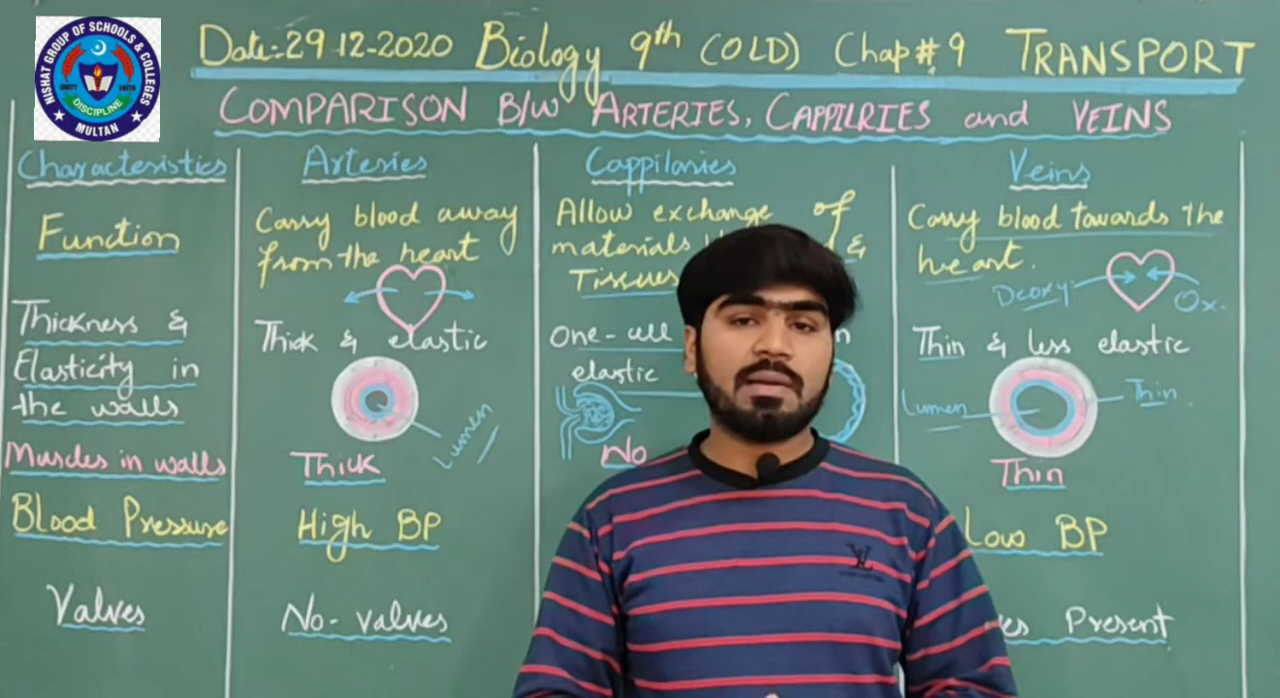 NISHAT GROUP OF SCHOOLS & COLLEGES
UNITY FAITH
DISCIPLINE
MULTAN
Date:-29 12-2020 Biology 9th (OLD) Chap # 9 TRANSPORT
COMPARISON B/W ARTERIES, CAPPILRIES and VEINS
Characteristics
Arteries
Cappilaries
Veins
Function
Carry blood away
from the heart
Allow exchange of
materials &
Tissues
Carry blood towards the
heart.
Deoxy.
Ox.
Thickness &
Elasticity in
the walls
Thick & elastic
Lumen
One-cell
elastic
Thin & less elastic
Lumen
Thin
Muscles in walls
Thick
No
Thin
Blood Pressure
High BP
Low BP
Valves
No-valves
Present